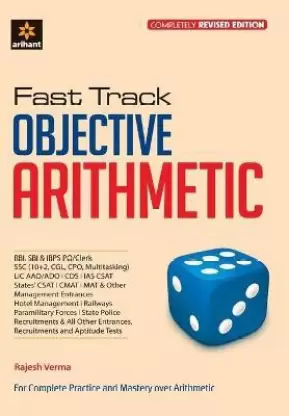 arihant
COMPLETELY REVISED EDITION
Fast Track
OBJECTIVE
ARITHMETIC
RBI, SBI & IBPS PO/Clerk
SSC (10+2, CGL, CPO, Multitasking)
LIC AAO/ADO | CDS | IAS CSAT
States' CSAT | CMAT | MAT & Other
Management Entrances
Hotel Management | Railways
Paramilitary Forces | State Police
Recruitments & All Other Entrances,
Recruitments and Aptitude Tests
Rajesh Verma
For Complete Practice and Mastery over Arithmetic